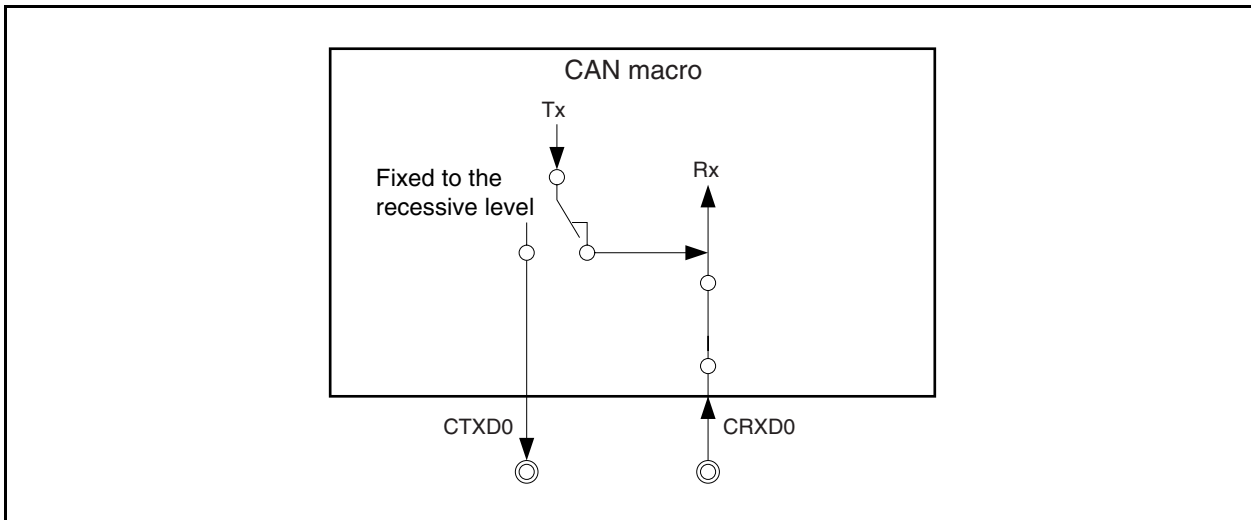 CAN macro
Tx
Rx
Fixed to the
recessive level
CTXD0
CRXD0